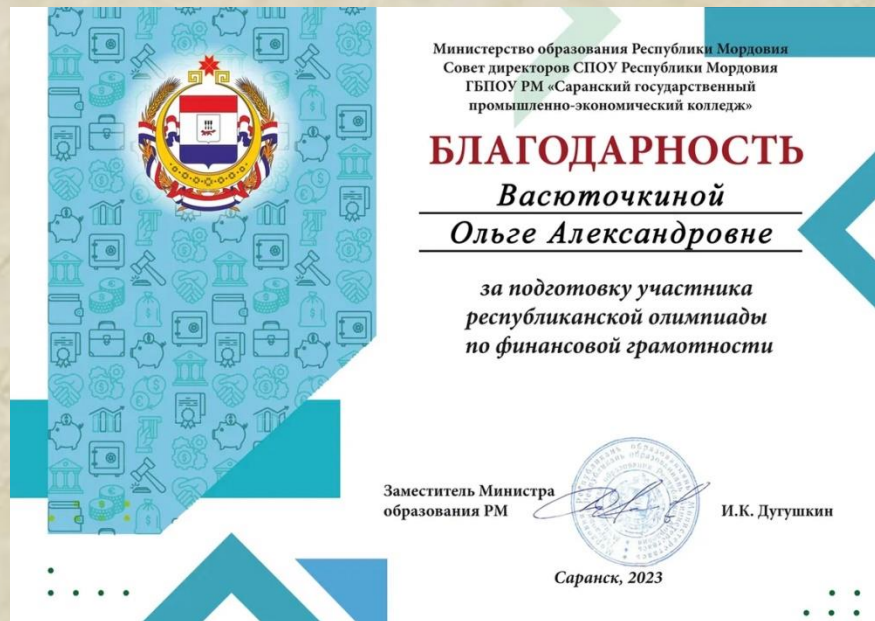 Министерство образования Республики Мордовия
Совет директоров СПОУ Республики Мордовия
ГБПОУ РМ «Саранский государственный
промышленно-экономический колледж»
БЛАГОДАРНОСТЬ
Васюточкиной
Ольге Александровне
за подготовку участника
республиканской олимпиады
по финансовой грамотности
Заместитель Министра
образования РМ
И.К. Дугушкин
Саранск, 2023